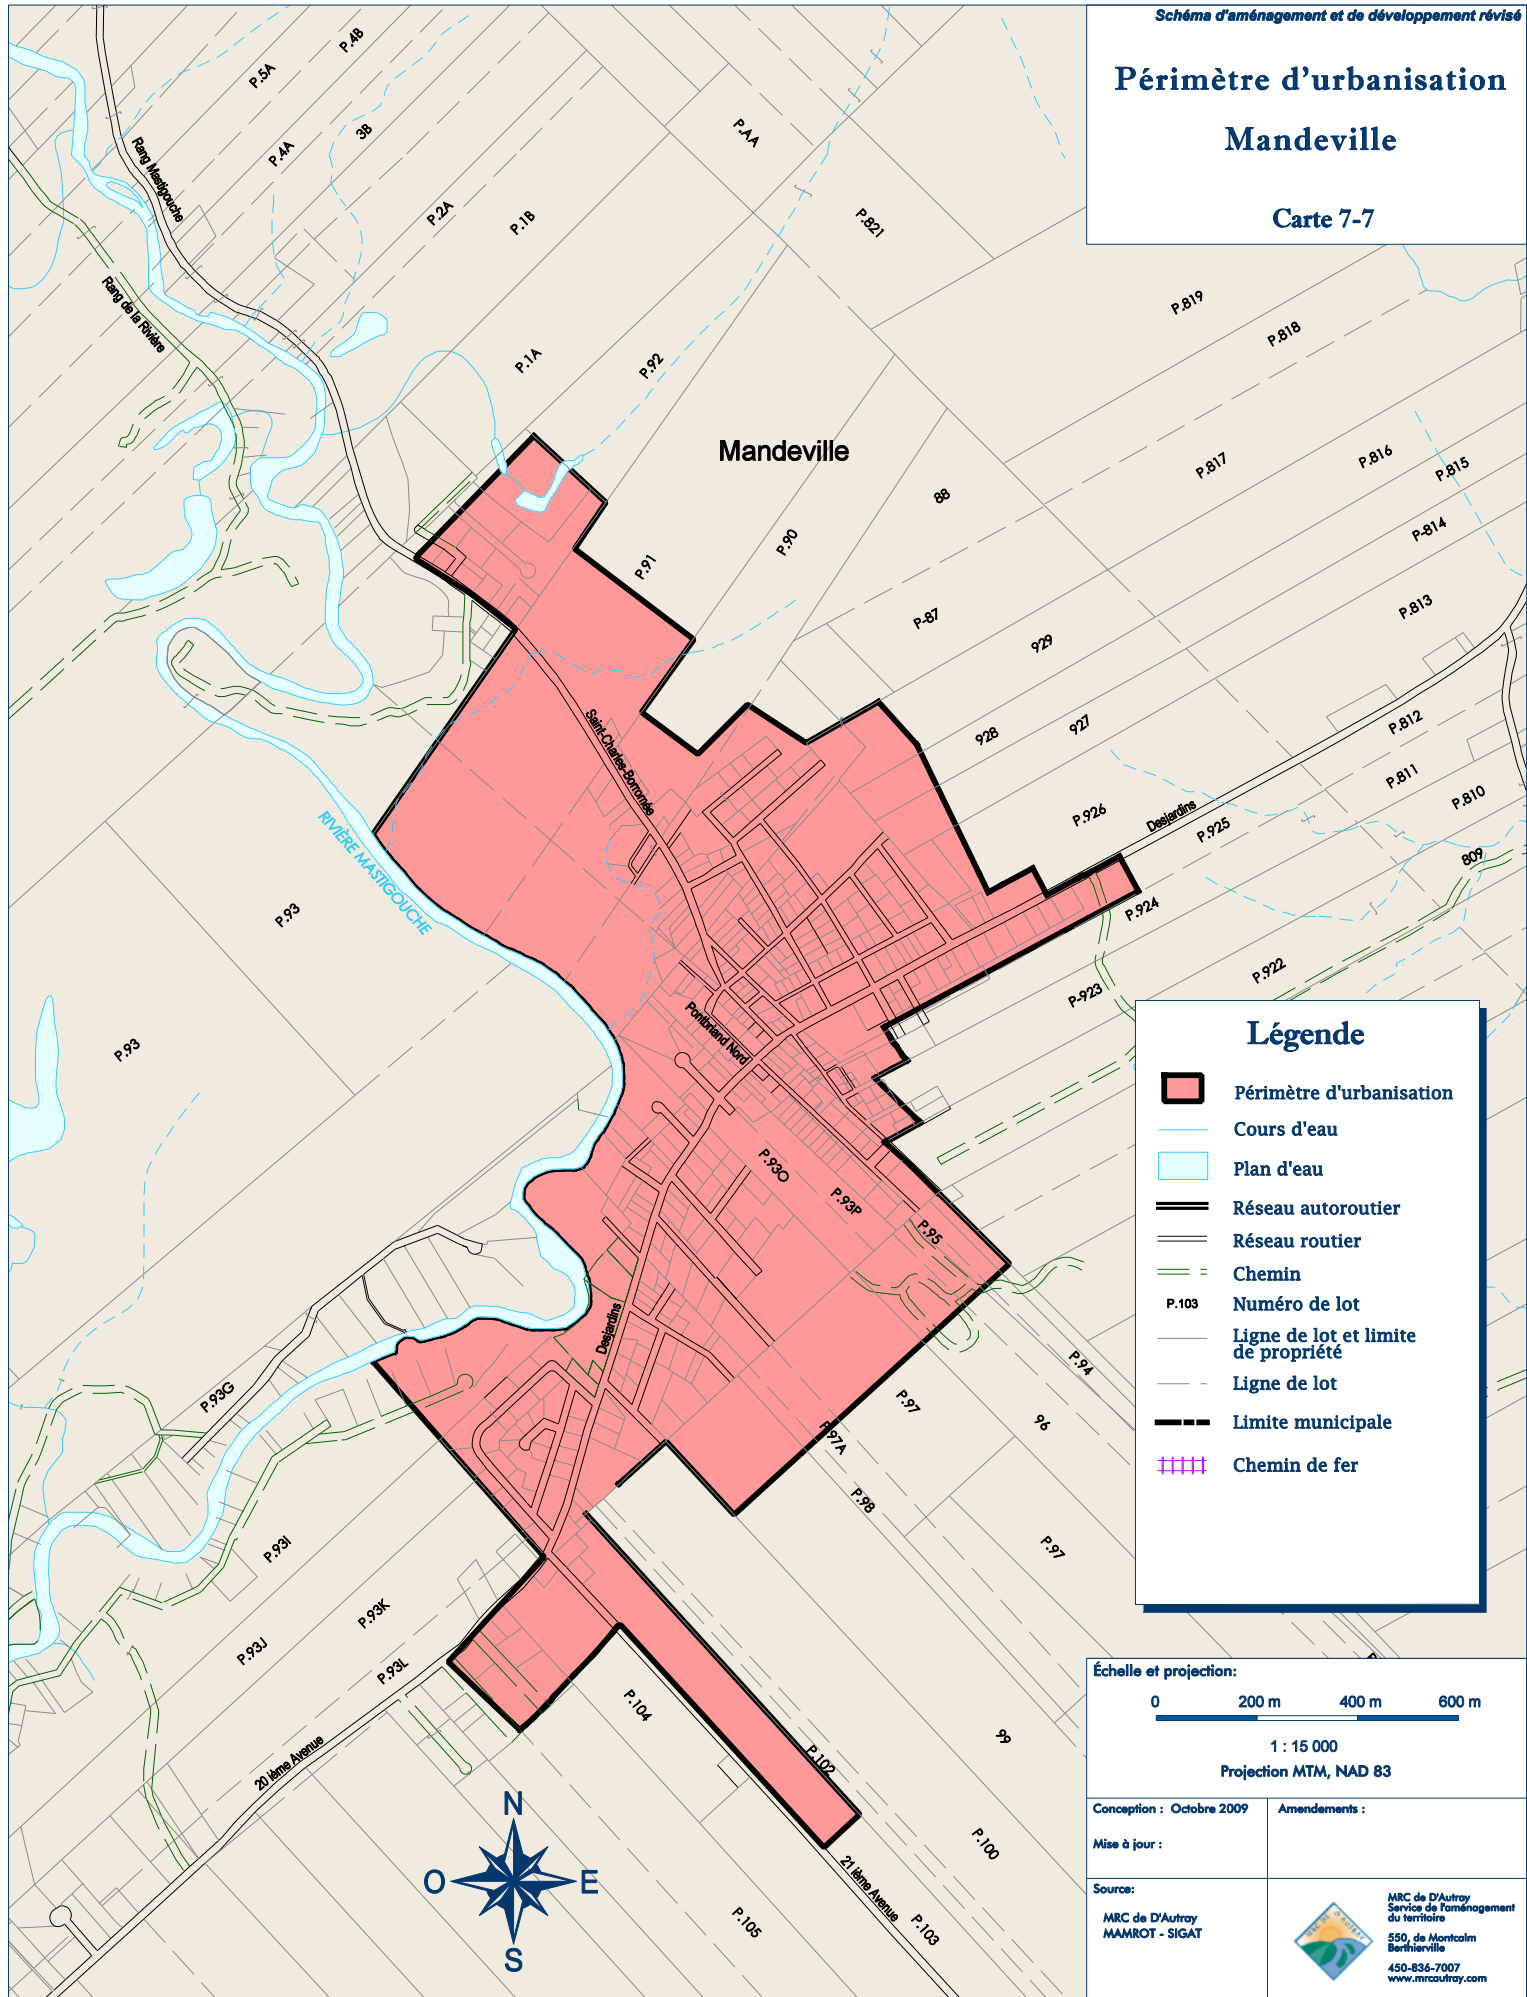 Schéma d'aménagement et de développement révisé
Périmètre d'urbanisation
Mandeville
Carte 7-7
P.4B
P.5A
3B
P.4A
P.AA
Rang Mastigouche
P.2A
P.1B
P.821
Rang de la Rivière
P.819
P.818
P.1A
P.92
Mandeville
P.817
P.816
P.815
88
P-814
P.90
P.91
P.813
P-87
929
928
927
P.812
Saint-Charles-Borromée
P.811
P.810
P.926
Desjardins
P.925
RIVIÈRE MASTIGOUCHE
809
P.93
P.924
P.922
P-923
Pontbriand Nord
P.93
P.93O
P.93P
P.95
Desjardins
P.94
P.93G
P.97
96
P.97A
P.98
P.93I
P.97
P.93K
P.93J
P.93L
P.104
99
20 ième Avenue
P.102
P.100
21 ième Avenue
P.105
P.103
N
O
E
S
Légende
Périmètre d'urbanisation
Cours d'eau
Plan d'eau
Réseau autoroutier
Réseau routier
Chemin
P.103 Numéro de lot
Ligne de lot et limite
de propriété
Ligne de lot
Limite municipale
Chemin de fer
Échelle et projection:
0 200 m 400 m 600 m
1 : 15 000
Projection MTM, NAD 83
Conception : Octobre 2009
Mise à jour :
Amendements :
Source:
MRC de D'Autray
MAMROT - SIGAT
MRC DE D'AUTRAY
MRC de D'Autray
Service de l'aménagement
du territoire
550, de Montcalm
Berthierville
450-836-7007
www.mrcautray.com